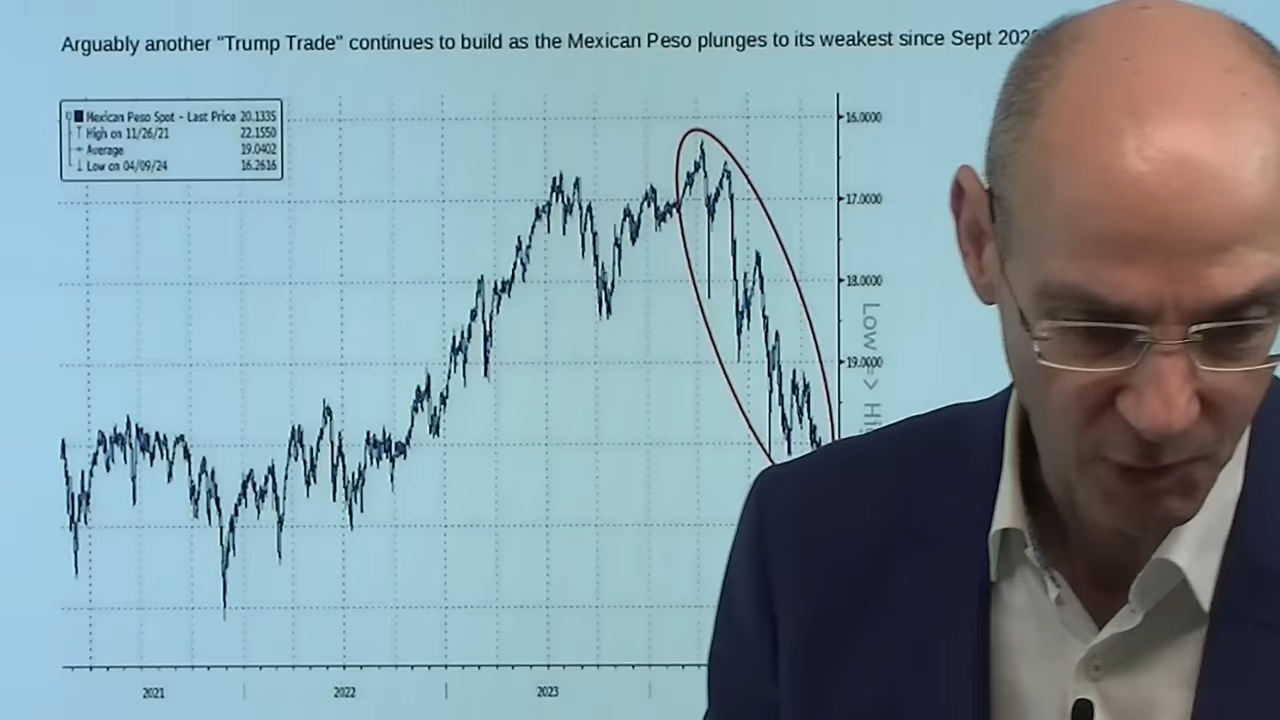 Arguably another "Trump Trade" continues to build as the Mexican Peso plunges to its weakest since Sept
Mexican Peso Spot - Last Price 20.1335
High on 11/26/21 22.1550
Average 19.0402
Low on 04/09/24 16.2616
16.0000
17.0000
18.0000
19.0000
Low
2021
2022
2023